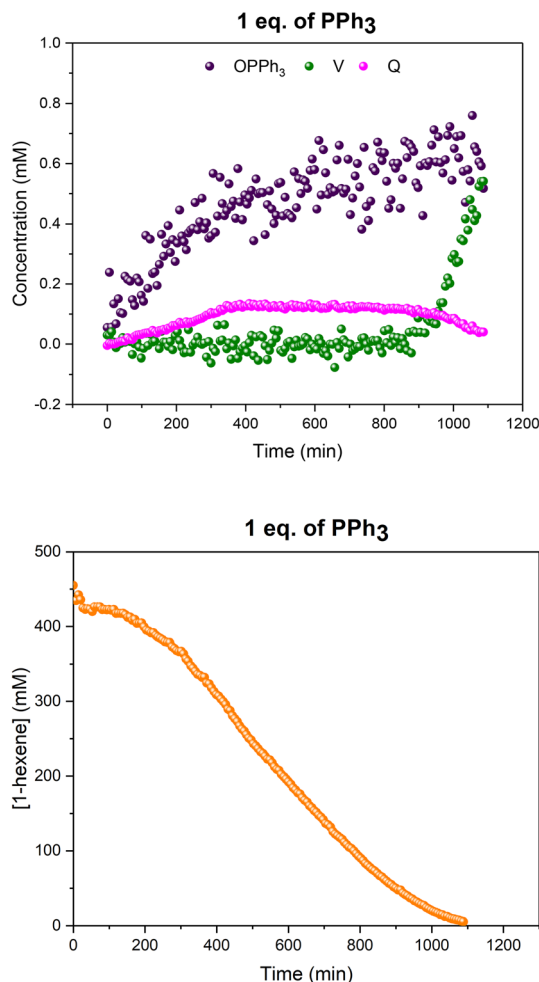 1 eq. of PPh3
OPPh3 V Q
1.0
0.8
0.6
0.4
0.2
0.0
-0.2
Concentration (mM)
0 200 400 600 800 1000 1200
Time (min)
1 eq. of PPh3
500
400
300
200
100
0
[1-hexene] (mM)
0 200 400 600 800 1000
Time (min)